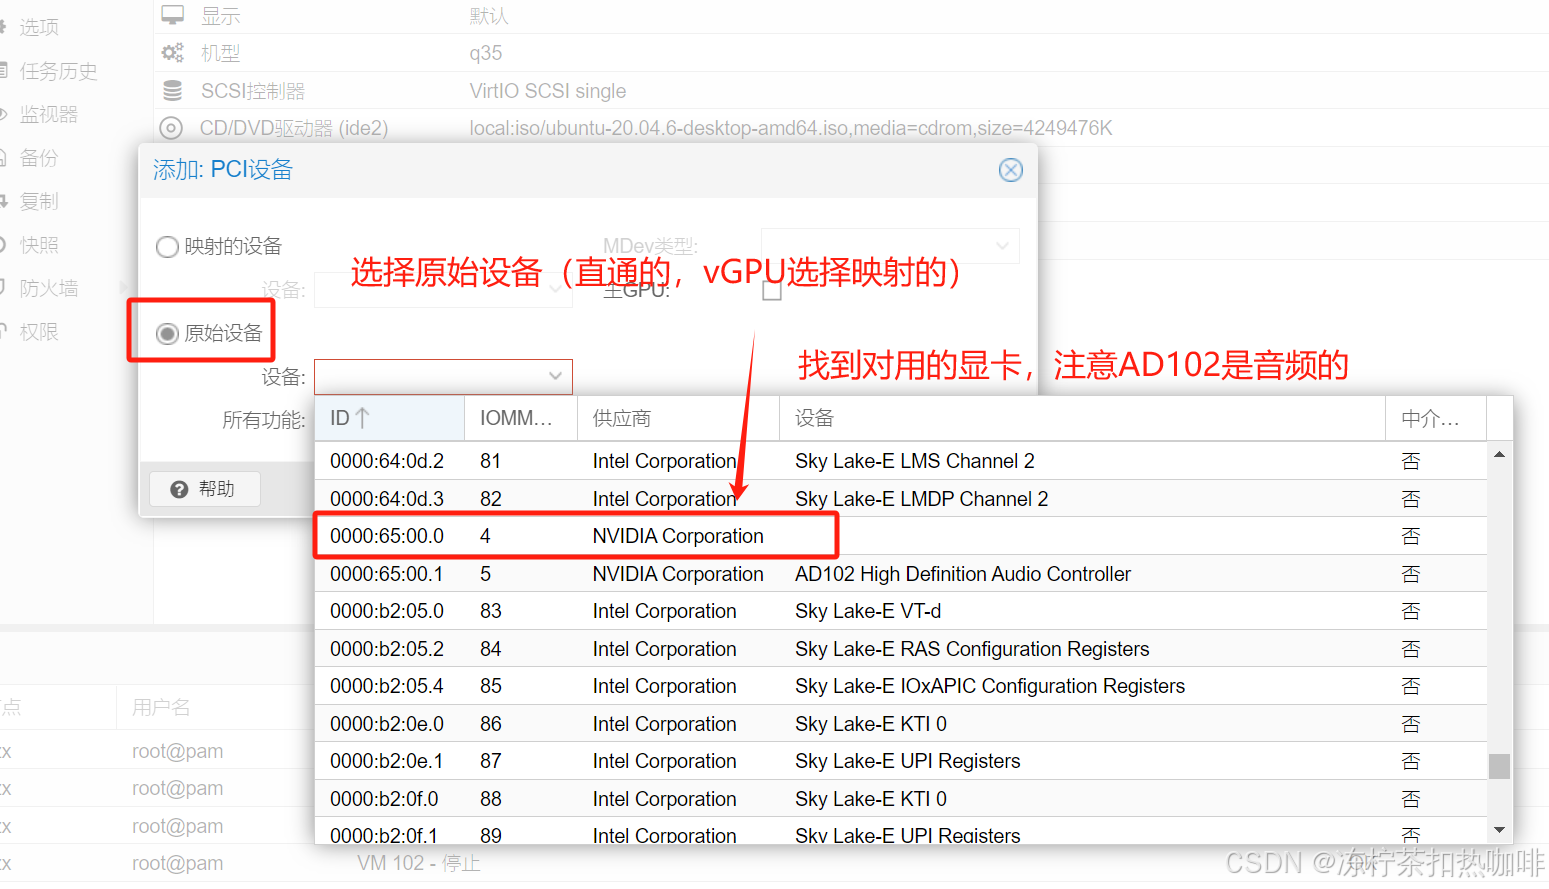 选项
任务历史
监视器
备份
复制
快照
防火墙
权限
显示 默认
机型 q35
SCSI控制器 VirtIO SCSI single
CD/DVD驱动器 (ide2) local:iso/ubuntu-20.04.6-desktop-amd64.iso,media=cdrom,size=4249476K
添加: PCI设备
映射的设备 MDev类型:
选择原始设备（直通的，vGPU选择映射的）
设备: 主GPU:
原始设备
找到对用的显卡，注意AD102是音频的
设备:
所有功能:
帮助
ID IOMM... 供应商 设备 中介...
0000:64:0d.2 81 Intel Corporation Sky Lake-E LMS Channel 2 否
0000:64:0d.3 82 Intel Corporation Sky Lake-E LMDP Channel 2 否
0000:65:00.0 4 NVIDIA Corporation 否
0000:65:00.1 5 NVIDIA Corporation AD102 High Definition Audio Controller 否
0000:b2:05.0 83 Intel Corporation Sky Lake-E VT-d 否
0000:b2:05.2 84 Intel Corporation Sky Lake-E RAS Configuration Registers 否
0000:b2:05.4 85 Intel Corporation Sky Lake-E IOxAPIC Configuration Registers 否
0000:b2:0e.0 86 Intel Corporation Sky Lake-E KTI 0 否
0000:b2:0e.1 87 Intel Corporation Sky Lake-E UPI Registers 否
0000:b2:0f.0 88 Intel Corporation Sky Lake-E KTI 0 否
0000:b2:0f.1 89 Intel Corporation Sky Lake-E UPI Registers 否
点 用户名
x root@pam
x root@pam
x root@pam
x root@pam VM 102 - 停止
CSDN @冻柠茶扣热咖啡